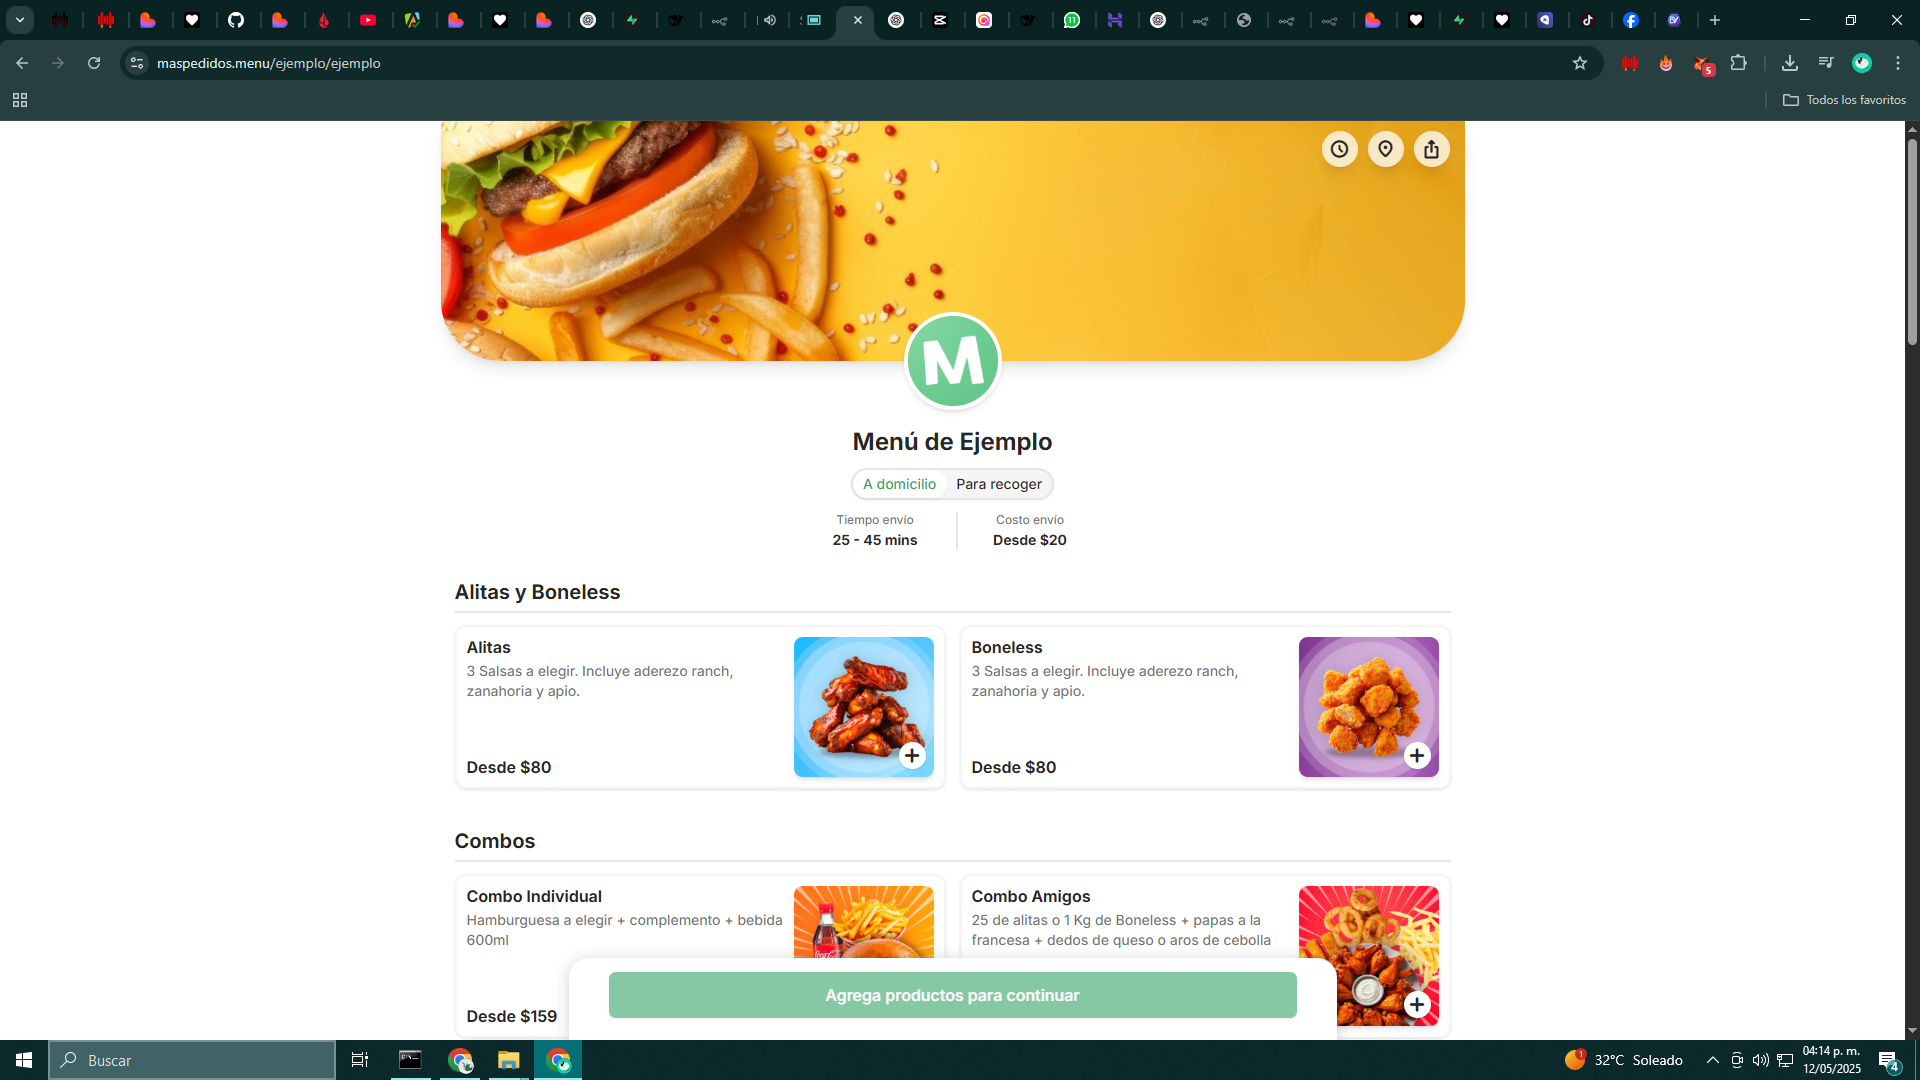 maspedidos.menu/ejemplo/ejemplo
5
Todos los favoritos
M
Menú de Ejemplo
A domicilio
Para recoger
Tiempo envío
25 - 45 mins
Costo envío
Desde $20
Alitas y Boneless
Alitas
3 Salsas a elegir. Incluye aderezo ranch,
zanahoria y apio.
Desde $80
Boneless
3 Salsas a elegir. Incluye aderezo ranch,
zanahoria y apio.
Desde $80
Combos
Combo Individual
Hamburguesa a elegir + complemento + bebida
600ml
Desde $159
Combo Amigos
25 de alitas o 1 Kg de Boneless + papas a la
francesa + dedos de queso o aros de cebolla
Agrega productos para continuar
Buscar
1
32°C Soleado
04:14 p. m.
12/05/2025
4